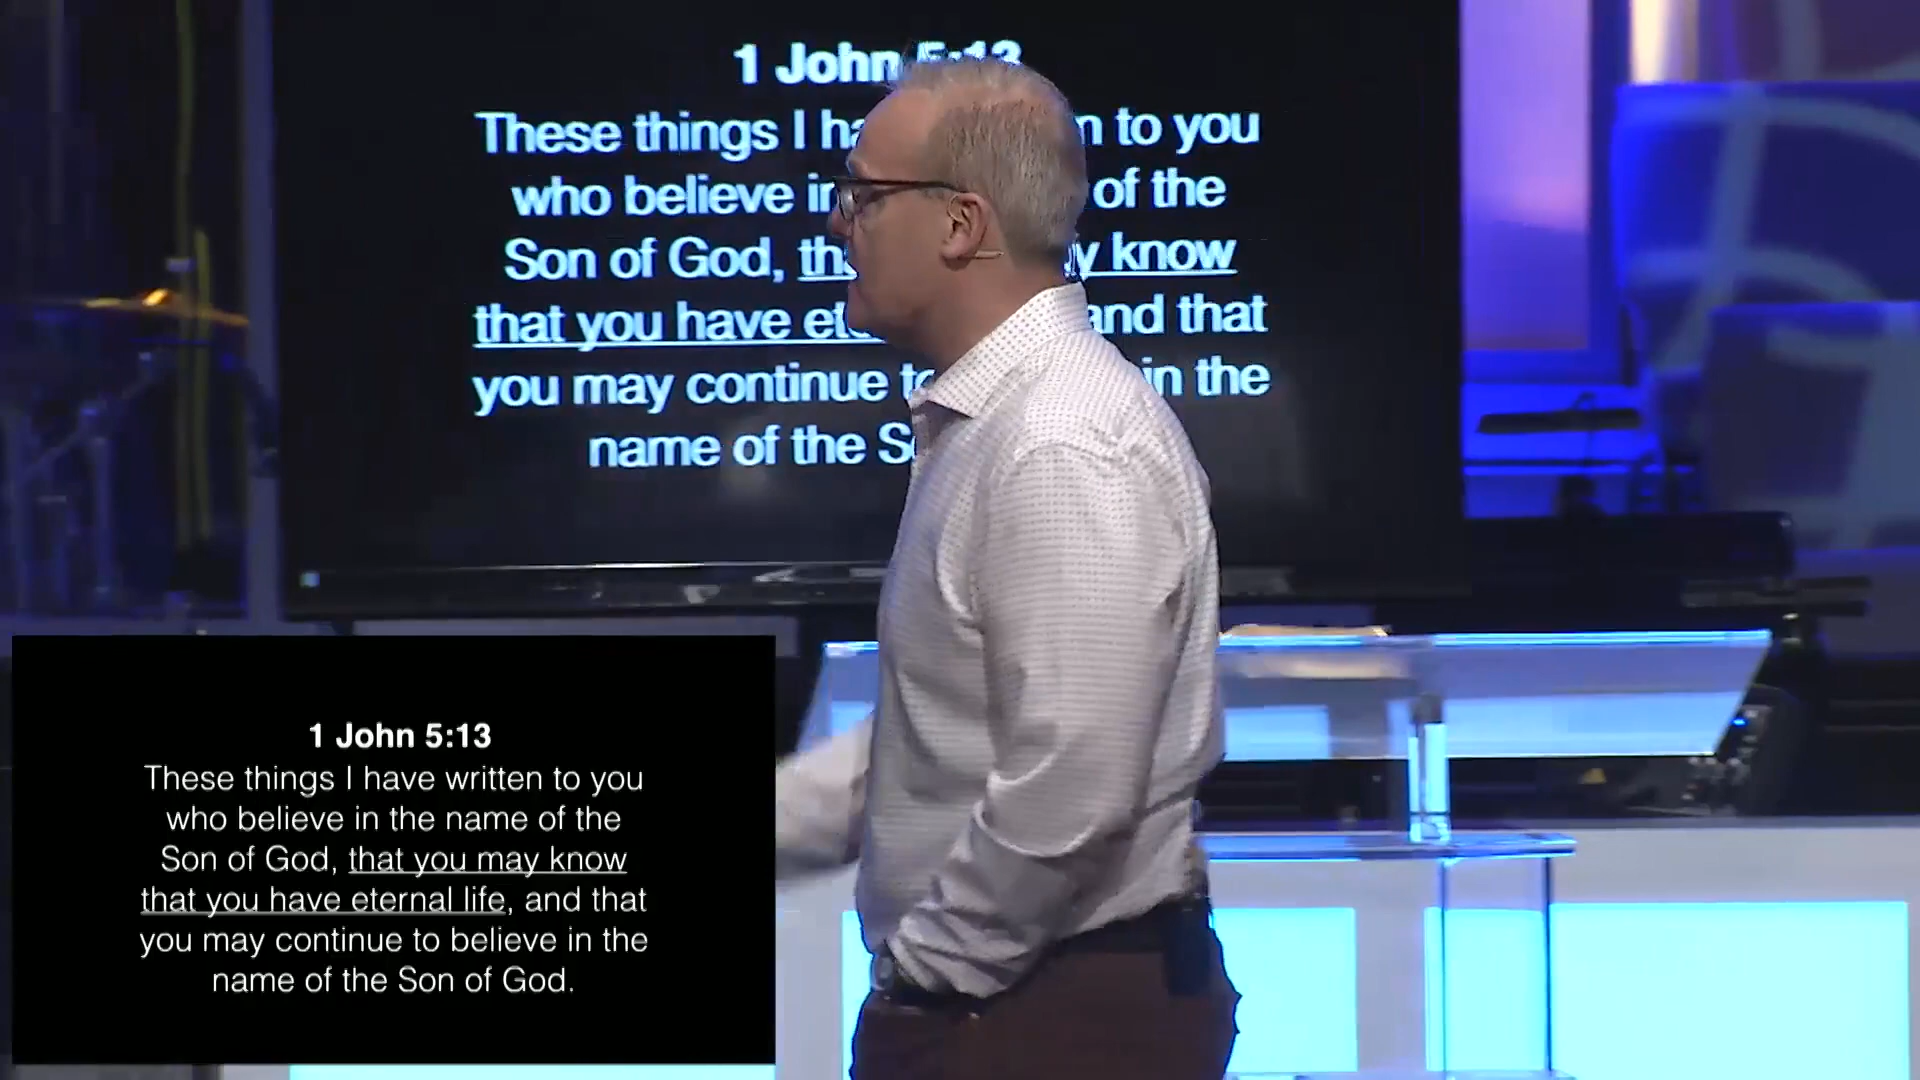 1 John 5:13
These things I to you
who believe of the
Son of God, know
that you have and that
you may continue in the
name of the
1 John 5:13
These things I have written to you
who believe in the name of the
Son of God, that you may know
that you have eternal life, and that
you may continue to believe in the
name of the Son of God.